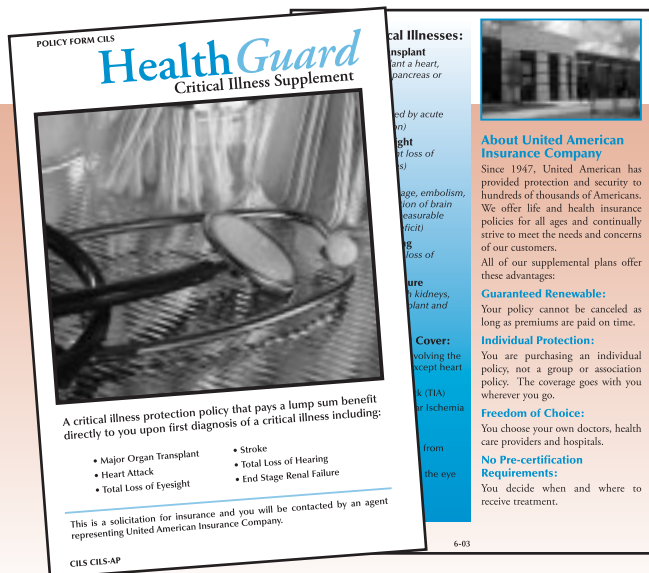 POLICY FORM CILS
HealthGuard
Critical Illness Supplement
A critical illness protection policy that pays a lump sum benefit
directly to you upon first diagnosis of a critical illness including:
• Major Organ Transplant
• Heart Attack
• Total Loss of Eyesight
• Stroke
• Total Loss of Hearing
• End Stage Renal Failure
This is a solicitation for insurance and you will be contacted by an agent
representing United American Insurance Company.
CILS CILS-AP
cal Illnesses:
ansplant
lant a heart,
pancreas or
ed by acute
on)
ight
nt loss of
s)
age, embolism,
tion of brain
easurable
eficit)
ng
loss of
ure
h kidneys,
plant and
Cover:
volving the
xcept heart
k (TIA)
ar Ischemia
from
the eye
6-03
About United American
Insurance Company
Since 1947, United American has
provided protection and security to
hundreds of thousands of Americans.
We offer life and health insurance
policies for all ages and continually
strive to meet the needs and concerns
of our customers.
All of our supplemental plans offer
these advantages:
Guaranteed Renewable:
Your policy cannot be canceled as
long as premiums are paid on time.
Individual Protection:
You are purchasing an individual
policy, not a group or association
policy. The coverage goes with you
wherever you go.
Freedom of Choice:
You choose your own doctors, health
care providers and hospitals.
No Pre-certification
Requirements:
You decide when and where to
receive treatment.